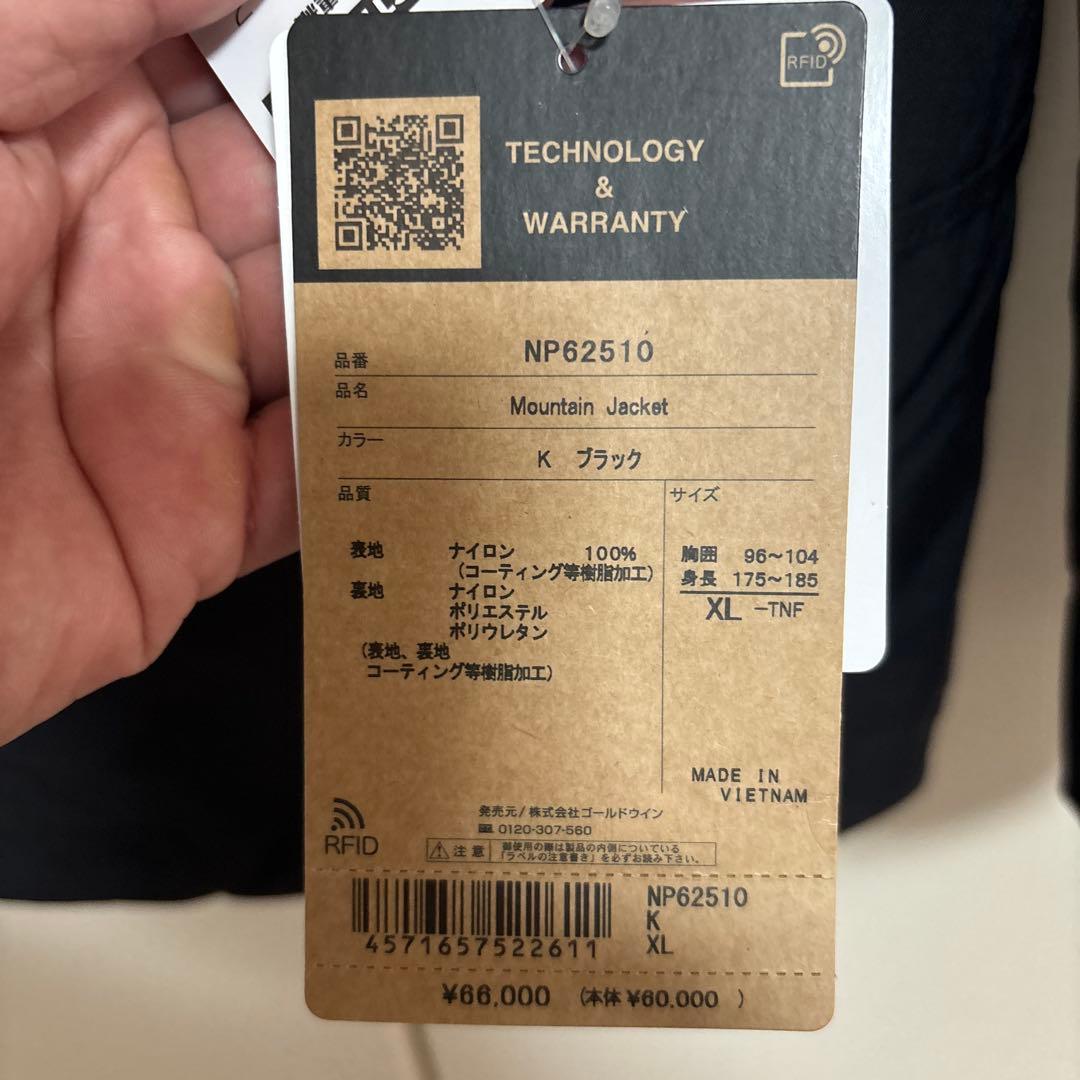 RFID
TECHNOLOGY
&
WARRANTY
品番 NP62510
品名 Mountain Jacket
カラー K ブラック
品質
表地 ナイロン 100%
(コーティング等樹脂加工)
裏地 ナイロン
ポリエステル
ポリウレタン
(表地、裏地
コーティング等樹脂加工)
サイズ
胸囲 96〜104
身長 175〜185
XL -TNF
MADE IN
VIETNAM
RFID
発売元/株式会社ゴールドウイン
0120-307-560
注意 御使用の際は製品の内側についている
「ラベルの注意書き」を必ずお読み下さい。
4571657522611
NP62510
K
XL
¥66,000 (本体 ¥60,000 )